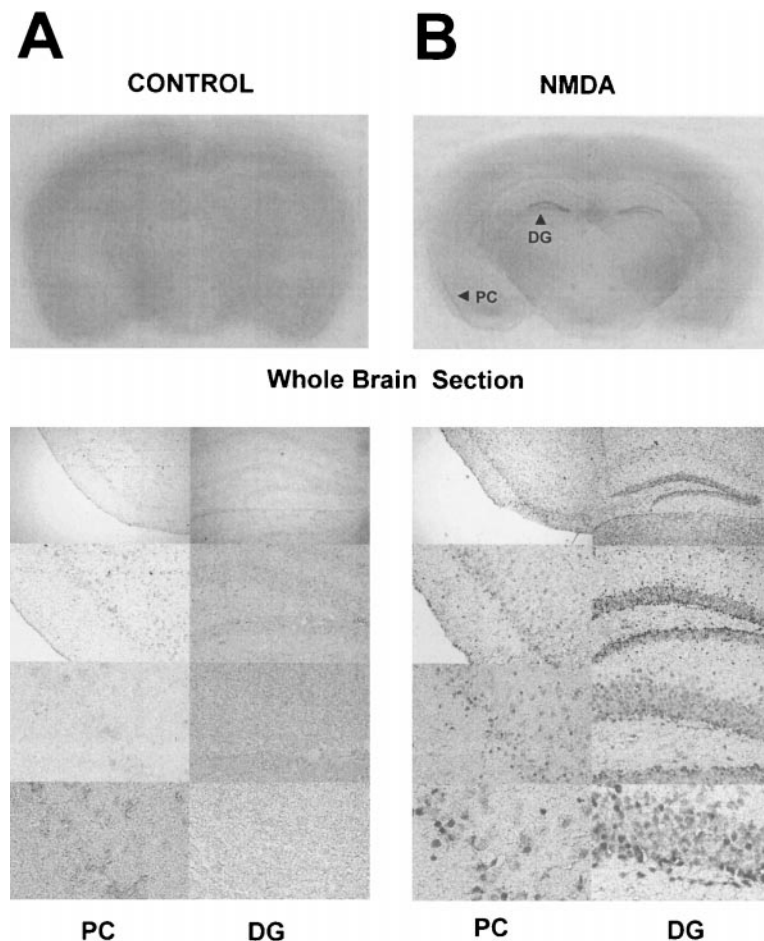 A
B
CONTROL
NMDA
DG
PC
Whole Brain Section
PC
DG
PC
DG